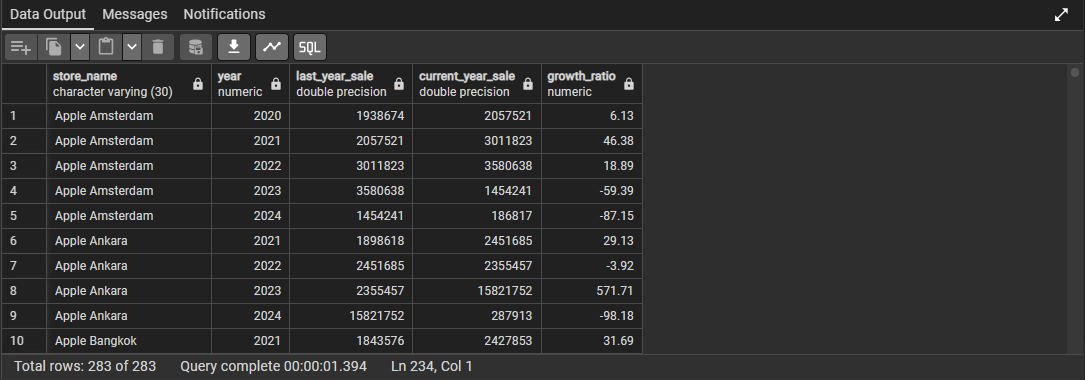 Data Output Messages Notifications
SQL
store_name year last_year_sale current_year_sale growth_ratio
character varying (30) numeric double precision double precision numeric
1 Apple Amsterdam 2020 1938674 2057521 6.13
2 Apple Amsterdam 2021 2057521 3011823 46.38
3 Apple Amsterdam 2022 3011823 3580638 18.89
4 Apple Amsterdam 2023 3580638 1454241 -59.39
5 Apple Amsterdam 2024 1454241 186817 -87.15
6 Apple Ankara 2021 1898618 2451685 29.13
7 Apple Ankara 2022 2451685 2355457 -3.92
8 Apple Ankara 2023 2355457 15821752 571.71
9 Apple Ankara 2024 15821752 287913 -98.18
10 Apple Bangkok 2021 1843576 2427853 31.69
Total rows: 283 of 283 Query complete 00:00:01.394 Ln 234, Col 1